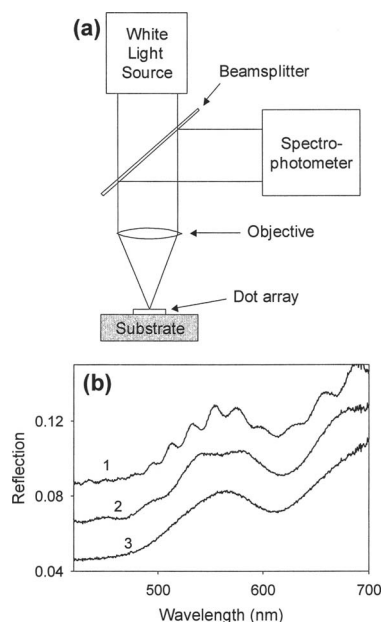 (a)
White
Light
Source
Beamsplitter
Spectro-
photometer
Objective
Dot array
Substrate
(b)
0.12
0.08
0.04
Reflection
1
2
3
500
600
700
Wavelength (nm)